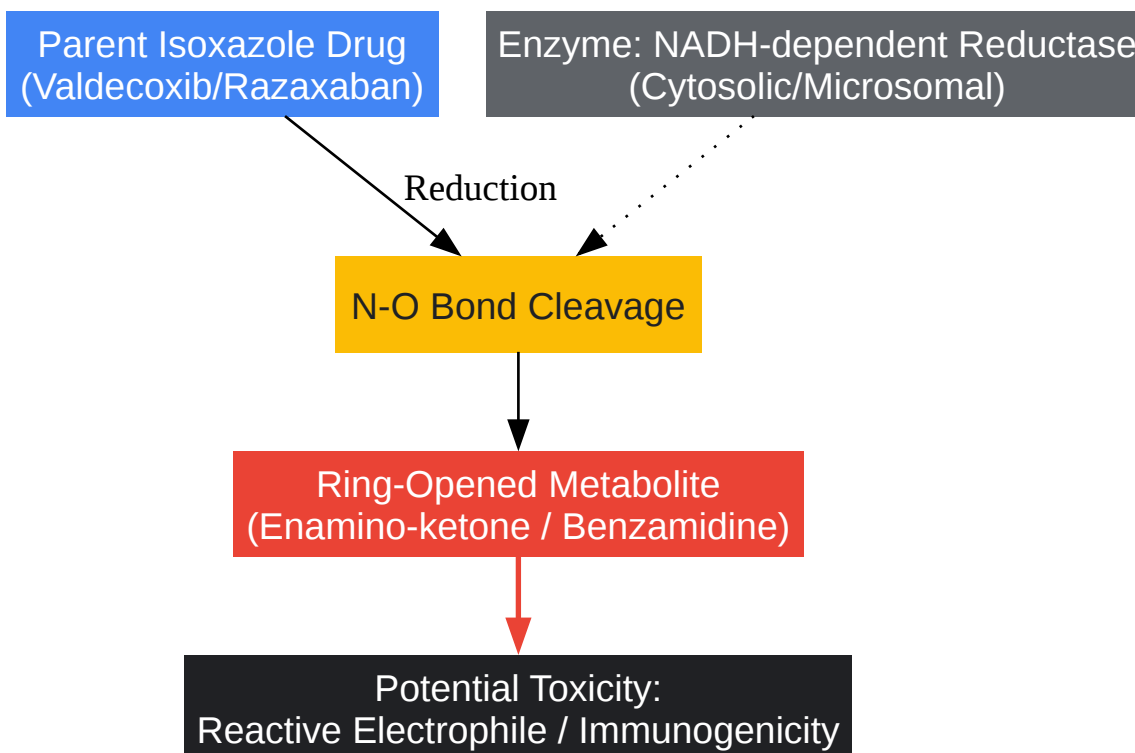 Parent Isoxazole Drug
(Valdecoxib/Razaxaban)
Enzyme: NADH-dependent Reductase
(Cytosolic/Microsomal)
Reduction
N-O Bond Cleavage
Ring-Opened Metabolite
(Enamino-ketone / Benzamidine)
Potential Toxicity:
Reactive Electrophile / Immunogenicity